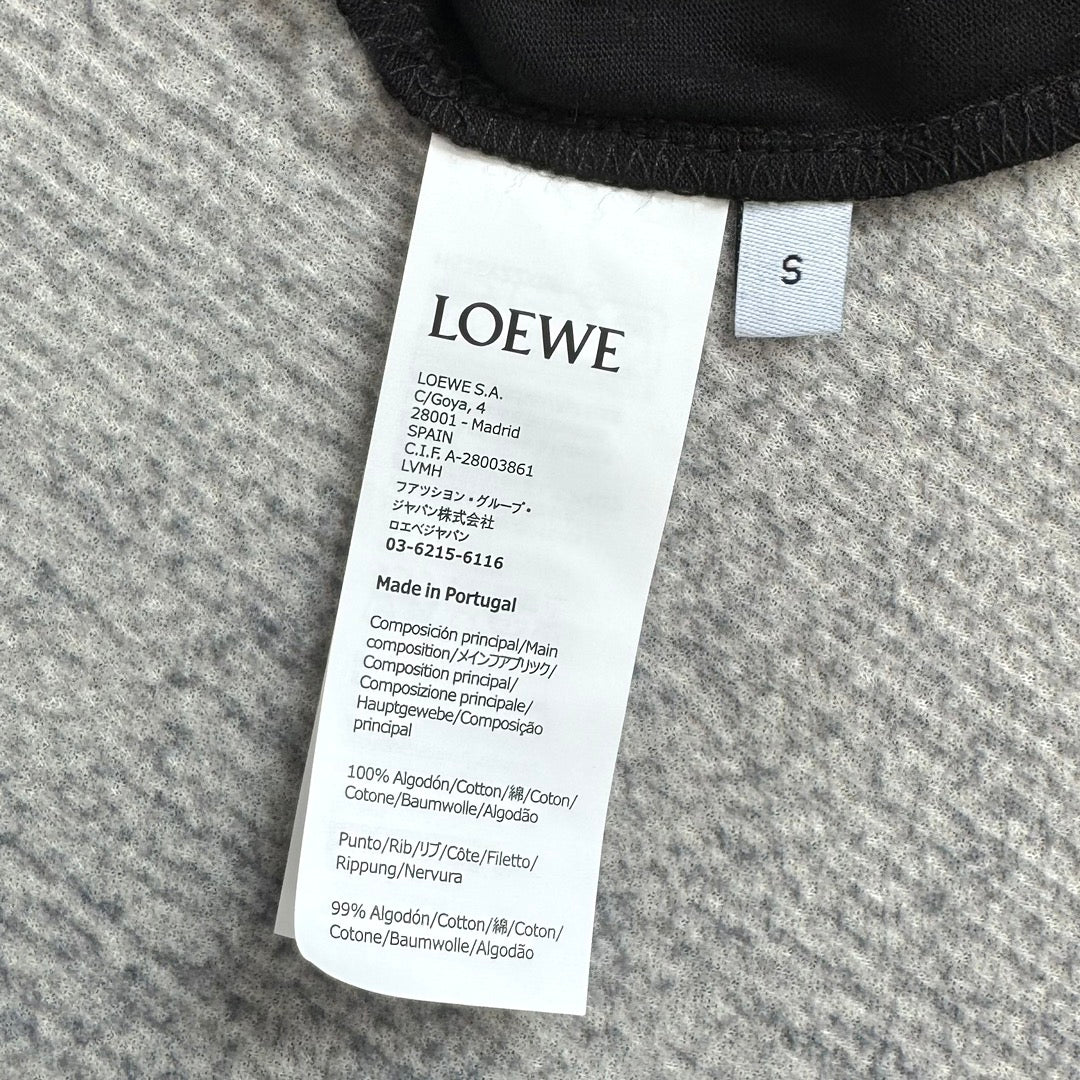 LOEWE
LOEWE S.A.
C/Goya, 4
28001 - Madrid
SPAIN
C.I.F. A-28003861
LVMH
ファッション・グループ・
ジャパン株式会社
ロエベジャパン
03-6215-6116
Made in Portugal
Composición principal/Main
composition/メインファブリック/
Composition principal/
Composizione principale/
Hauptgewebe/Composição
principal
100% Algodón/Cotton/綿/Coton/
Cotone/Baumwolle/Algodão
Punto/Rib/リブ/Côte/Filetto/
Rippung/Nervura
99% Algodón/Cotton/綿/Coton/
Cotone/Baumwolle/Algodão
S